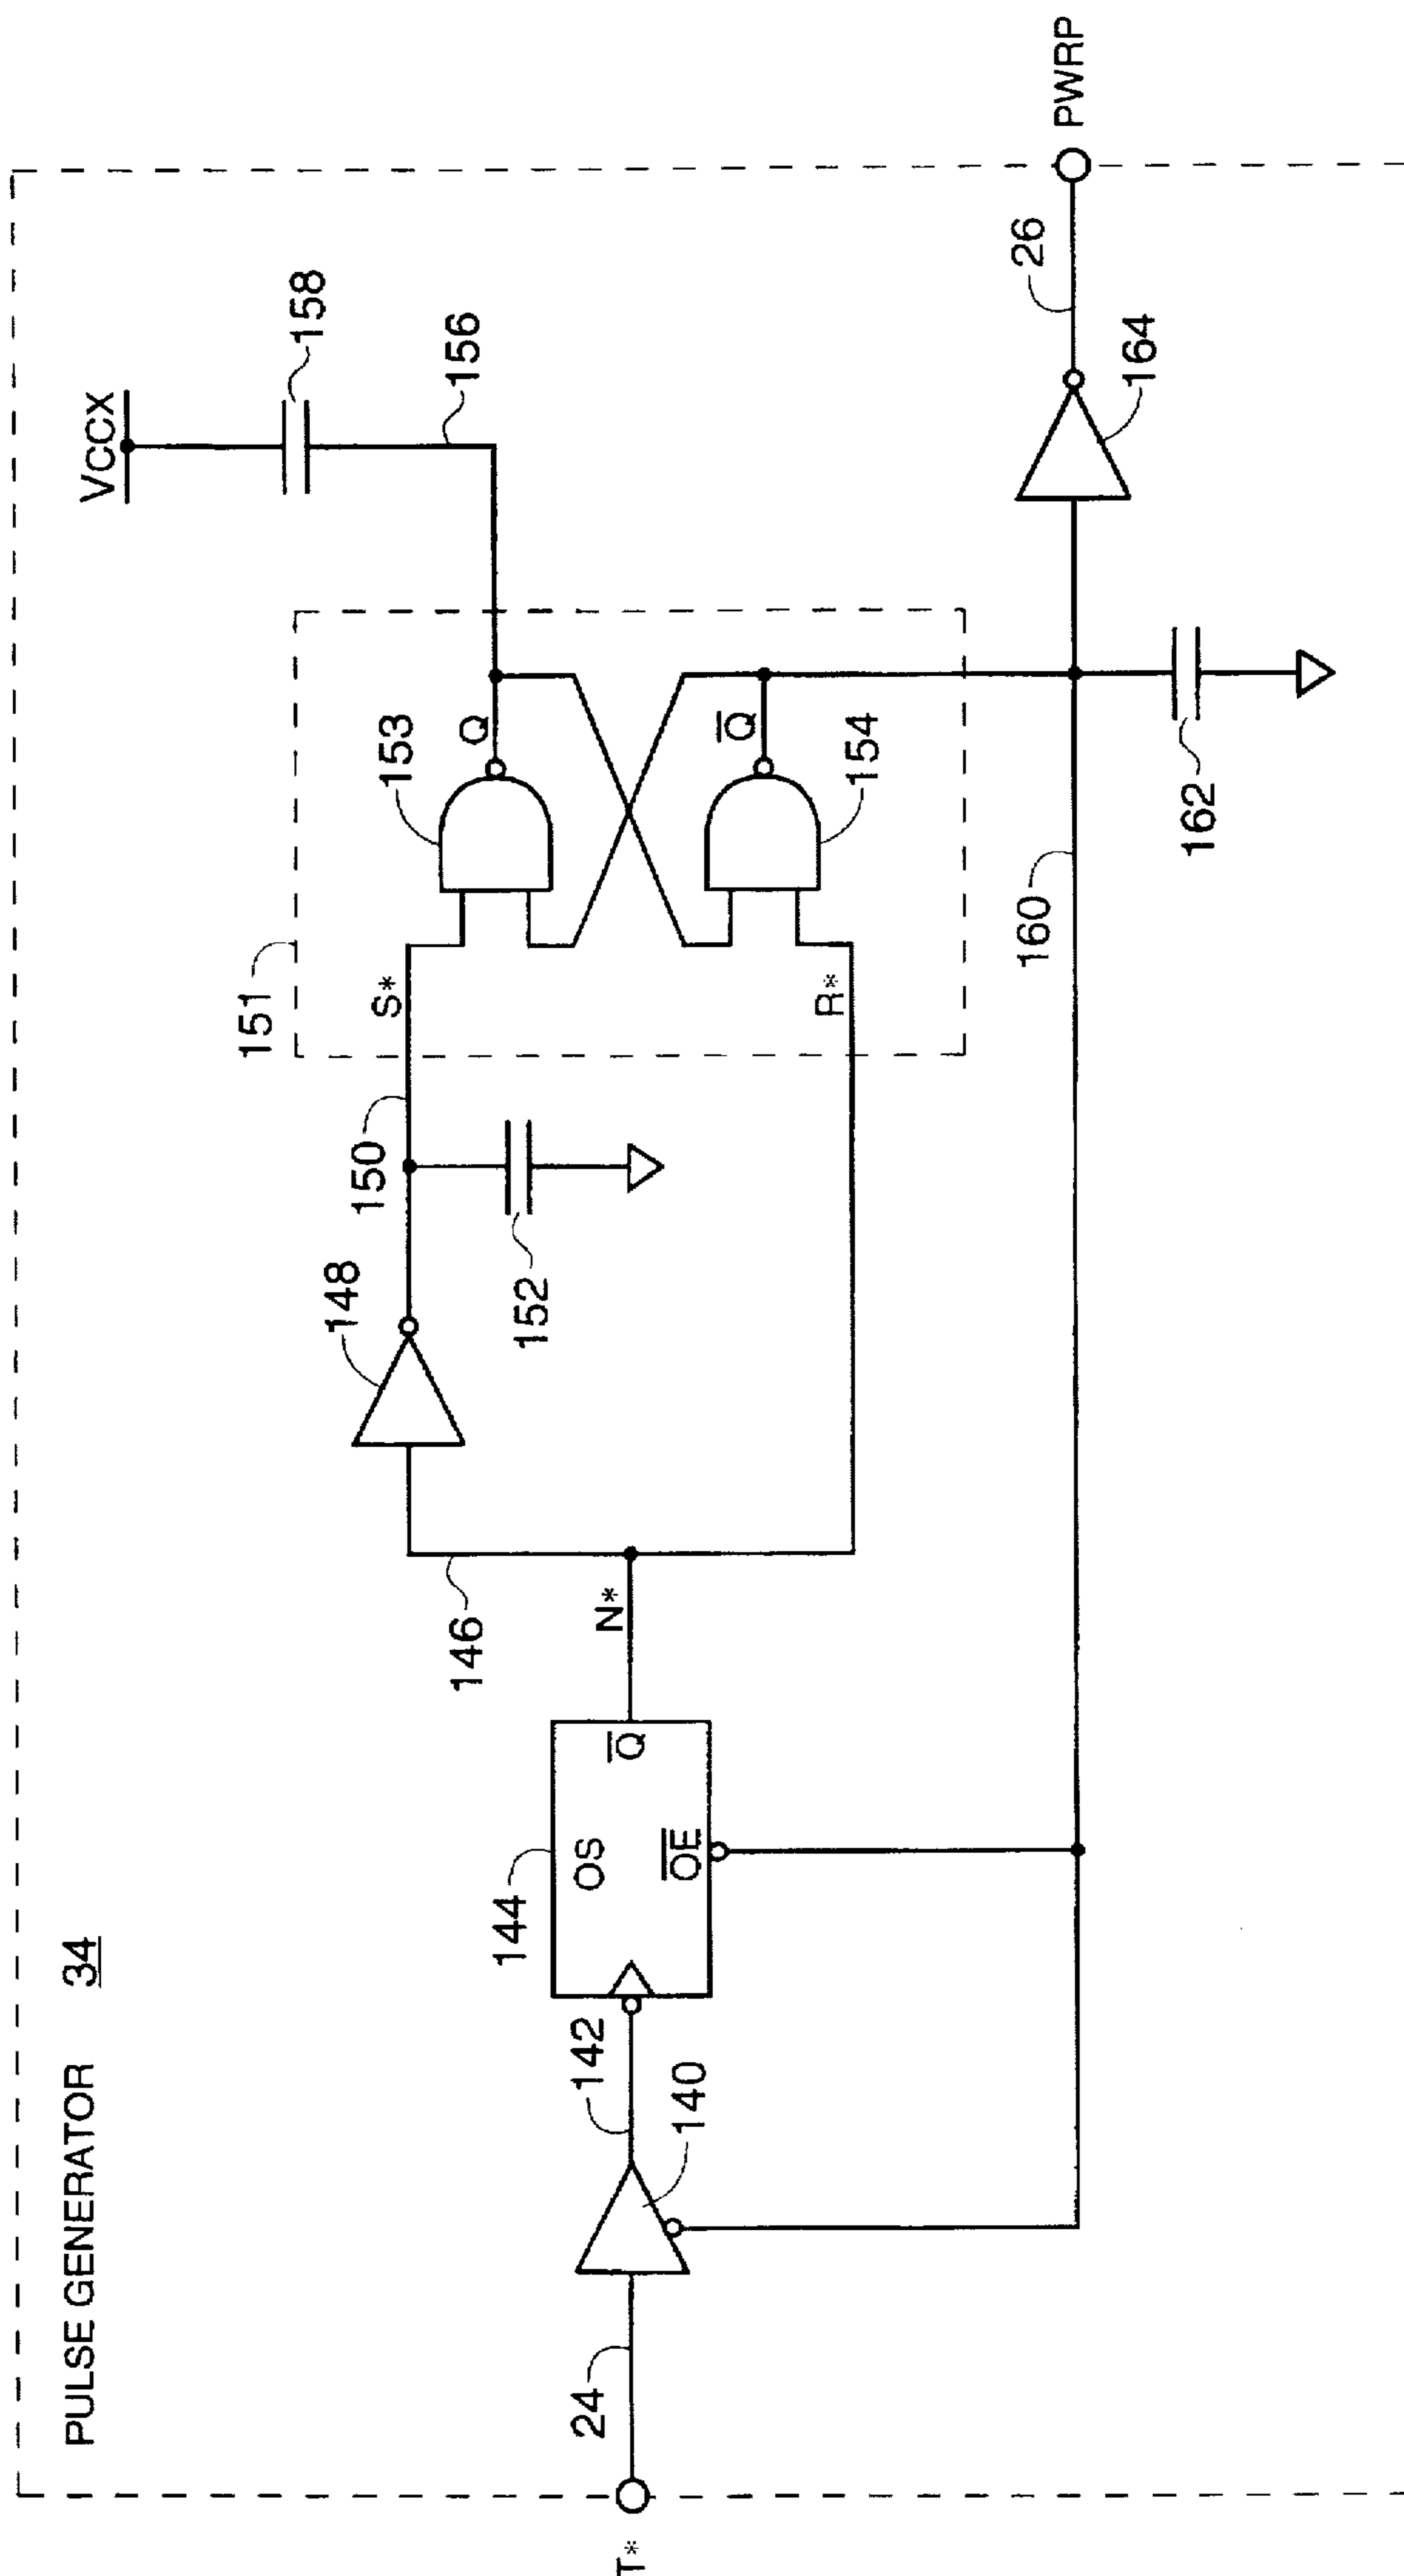 PULSE GENERATOR 34
T*
24
142
140
144
OS
Q̅
O̅E̅
N*
146
148
150
152
151
S*
R*
153
154
Q
Q̅
VCCX
158
156
160
162
164
26
PWRP